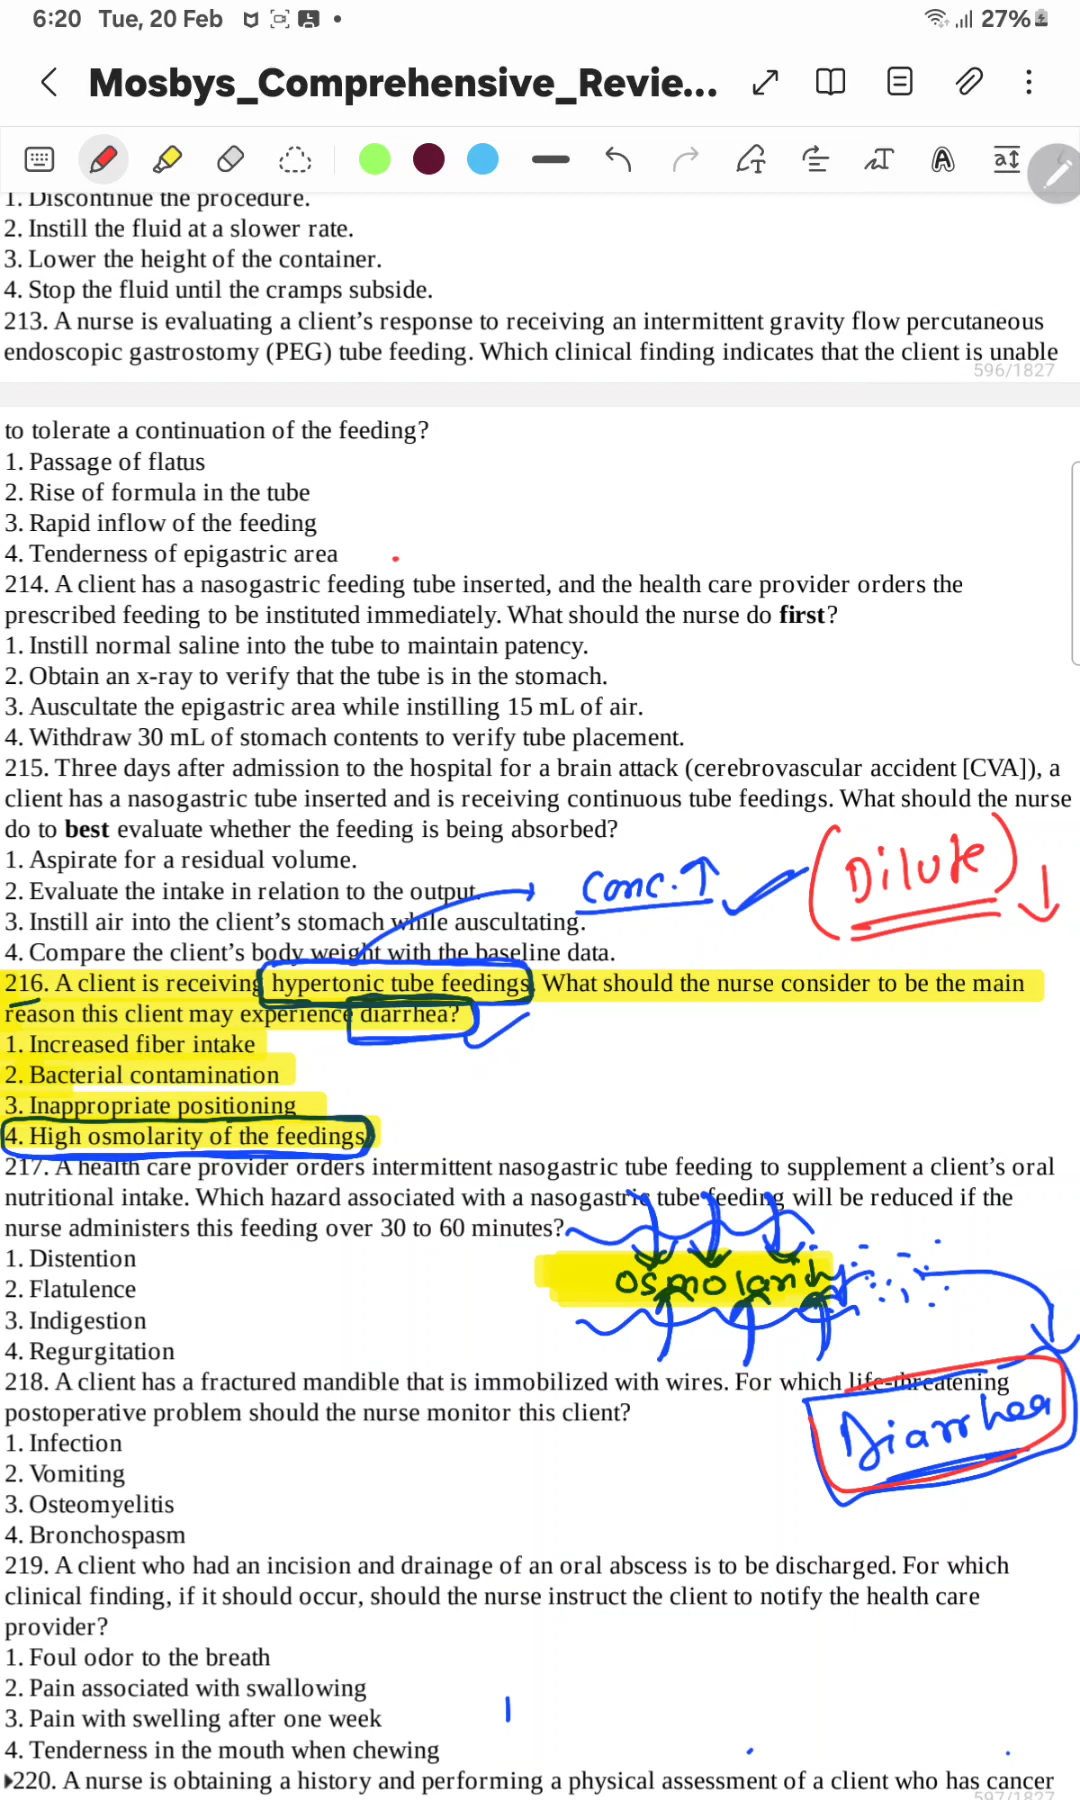 6:20 Tue, 20 Feb 27%
Mosbys_Comprehensive_Revie...
1. Discontinue the procedure.
2. Instill the fluid at a slower rate.
3. Lower the height of the container.
4. Stop the fluid until the cramps subside.
213. A nurse is evaluating a client’s response to receiving an intermittent gravity flow percutaneous
endoscopic gastrostomy (PEG) tube feeding. Which clinical finding indicates that the client is unable
596/1827
to tolerate a continuation of the feeding?
1. Passage of flatus
2. Rise of formula in the tube
3. Rapid inflow of the feeding
4. Tenderness of epigastric area
214. A client has a nasogastric feeding tube inserted, and the health care provider orders the
prescribed feeding to be instituted immediately. What should the nurse do first?
1. Instill normal saline into the tube to maintain patency.
2. Obtain an x-ray to verify that the tube is in the stomach.
3. Auscultate the epigastric area while instilling 15 mL of air.
4. Withdraw 30 mL of stomach contents to verify tube placement.
215. Three days after admission to the hospital for a brain attack (cerebrovascular accident [CVA]), a
client has a nasogastric tube inserted and is receiving continuous tube feedings. What should the nurse
do to best evaluate whether the feeding is being absorbed?
1. Aspirate for a residual volume.
2. Evaluate the intake in relation to the output.
Conc.↑ (Dilute) ↓
3. Instill air into the client’s stomach while auscultating.
4. Compare the client’s body weight with the baseline data.
216. A client is receiving hypertonic tube feedings. What should the nurse consider to be the main
reason this client may experience diarrhea?
1. Increased fiber intake
2. Bacterial contamination
3. Inappropriate positioning
4. High osmolarity of the feedings
217. A health care provider orders intermittent nasogastric tube feeding to supplement a client’s oral
nutritional intake. Which hazard associated with a nasogastric tube feeding will be reduced if the
nurse administers this feeding over 30 to 60 minutes?
1. Distention
2. Flatulence
3. Indigestion
4. Regurgitation
218. A client has a fractured mandible that is immobilized with wires. For which life-threatening
postoperative problem should the nurse monitor this client?
Diarrhea
1. Infection
2. Vomiting
3. Osteomyelitis
4. Bronchospasm
219. A client who had an incision and drainage of an oral abscess is to be discharged. For which
clinical finding, if it should occur, should the nurse instruct the client to notify the health care
provider?
1. Foul odor to the breath
2. Pain associated with swallowing
3. Pain with swelling after one week
4. Tenderness in the mouth when chewing
220. A nurse is obtaining a history and performing a physical assessment of a client who has cancer
597/1827